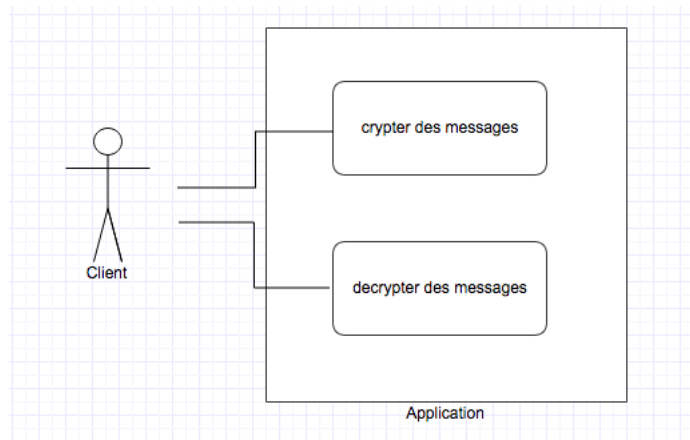 crypter des messages
Client
decrypter des messages
Application